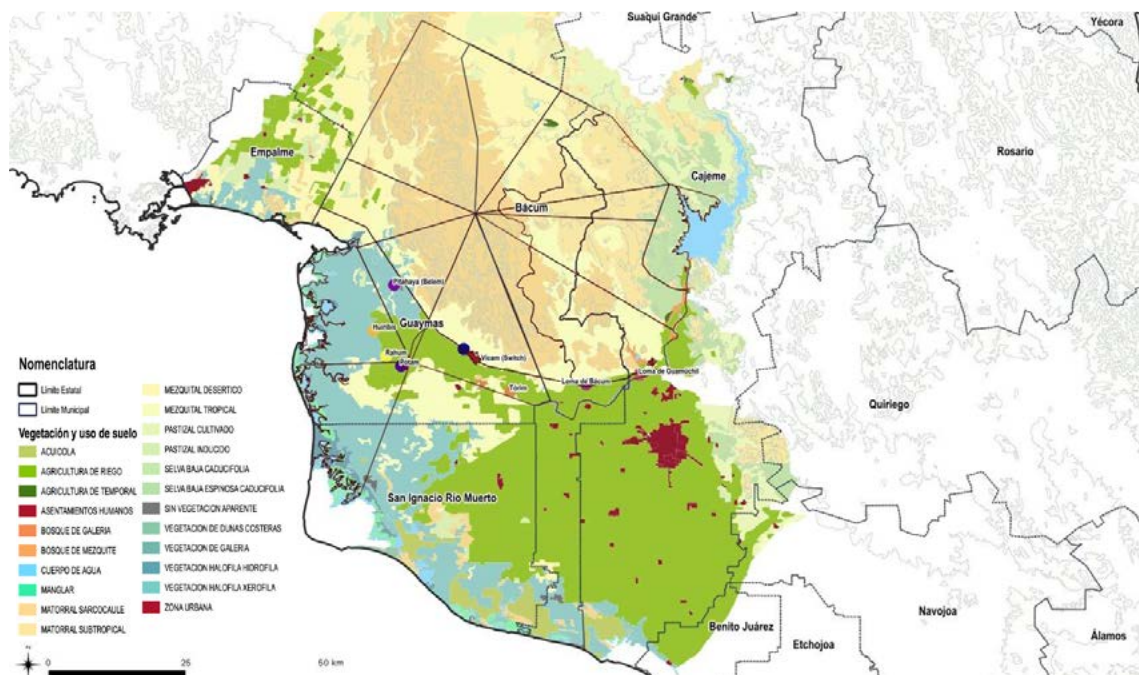 Suaqui Grande
Yécora
Rosario
Empalme
Cajeme
Bácum
Pitahaya (Belem)
Guaymas
Huiribis
Rahum
Potam
Vicam (Switch)
Loma de Guamuchil
Loma de Bácum
Torim
Quiriego
San Ignacio Río Muerto
Navojoa
Benito Juárez
Etchojoa
Álamos
Nomenclatura
Límite Estatal
Límite Municipal
Vegetación y uso de suelo
ACUICOLA
AGRICULTURA DE RIEGO
AGRICULTURA DE TEMPORAL
ASENTAMIENTOS HUMANOS
BOSQUE DE GALERIA
BOSQUE DE MEZQUITE
CUERPO DE AGUA
MANGLAR
MATORRAL SARCOCAULE
MATORRAL SUBTROPICAL
MEZQUITAL DESERTICO
MEZQUITAL TROPICAL
PASTIZAL CULTIVADO
PASTIZAL INDUCIDO
SELVA BAJA CADUCIFOLIA
SELVA BAJA ESPINOSA CADUCIFOLIA
SIN VEGETACION APARENTE
VEGETACION DE DUNAS COSTERAS
VEGETACION DE GALERIA
VEGETACION HALOFILA HIDROFILA
VEGETACION HALOFILA XEROFILA
ZONA URBANA
0 25 50 km